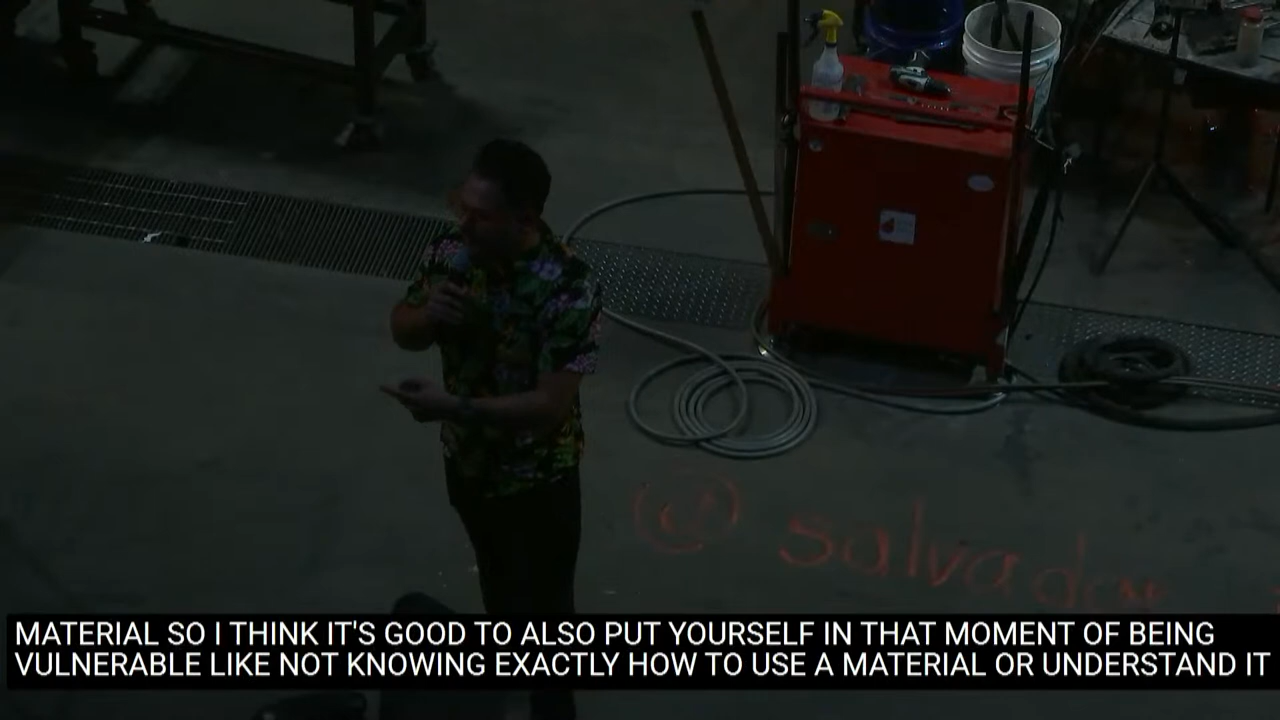 @ salvador
MATERIAL SO I THINK IT'S GOOD TO ALSO PUT YOURSELF IN THAT MOMENT OF BEING
VULNERABLE LIKE NOT KNOWING EXACTLY HOW TO USE A MATERIAL OR UNDERSTAND IT